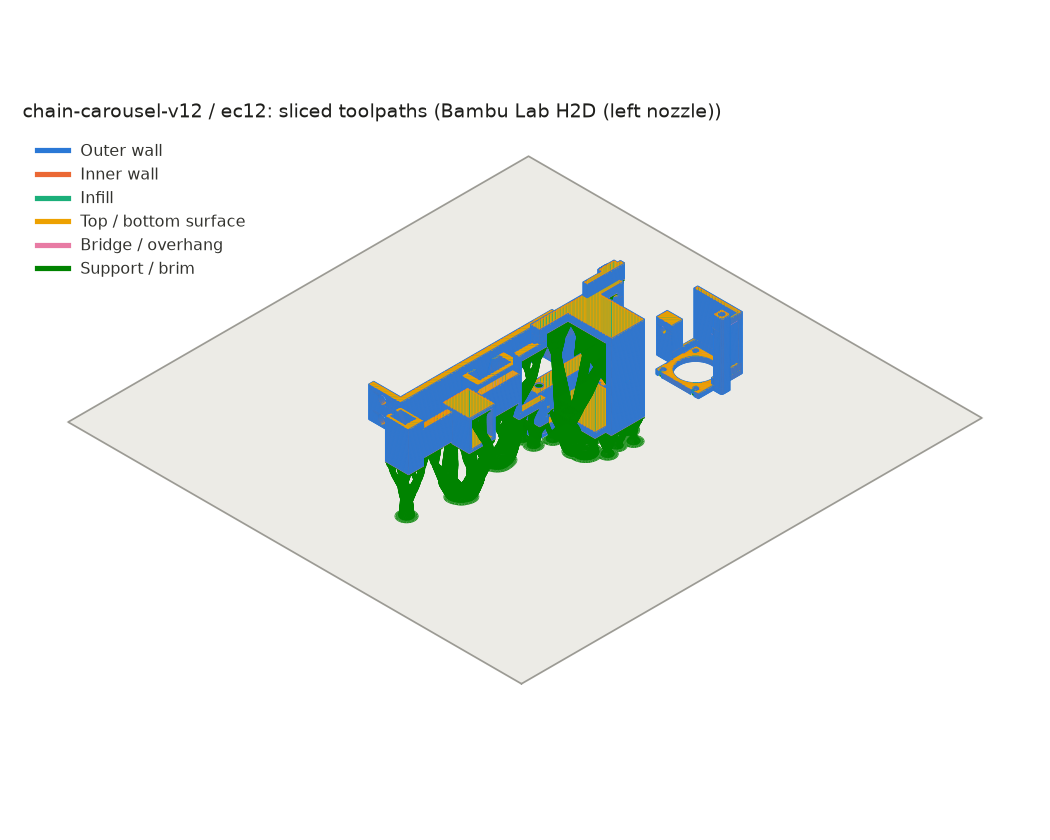 chain-carousel-v12 / ec12: sliced toolpaths (Bambu Lab H2D (left nozzle))
Outer wall
Inner wall
Infill
Top / bottom surface
Bridge / overhang
Support / brim